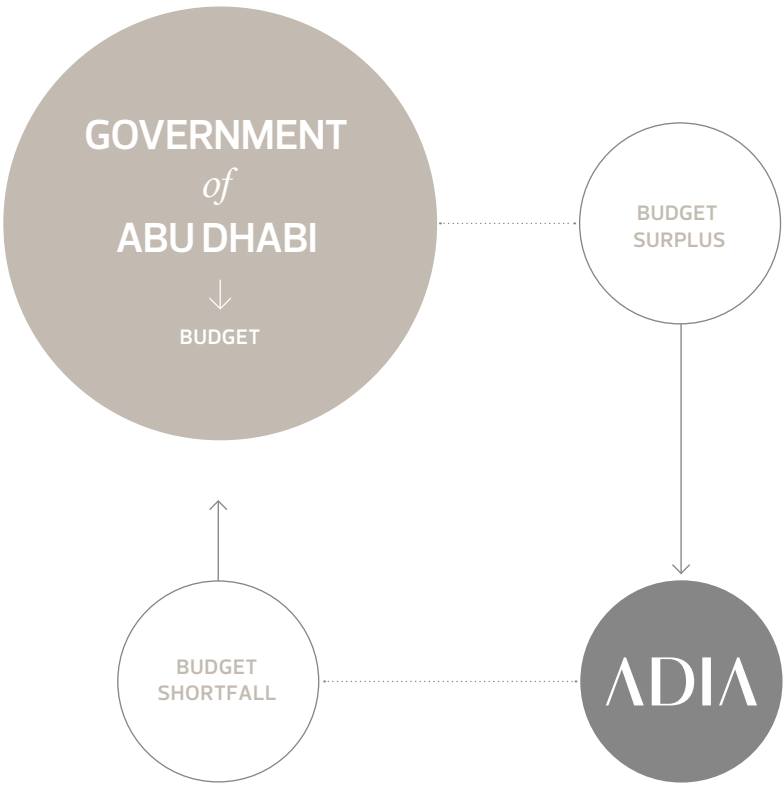 GOVERNMENT
of
ABU DHABI
BUDGET
BUDGET
SURPLUS
BUDGET
SHORTFALL
ADIA